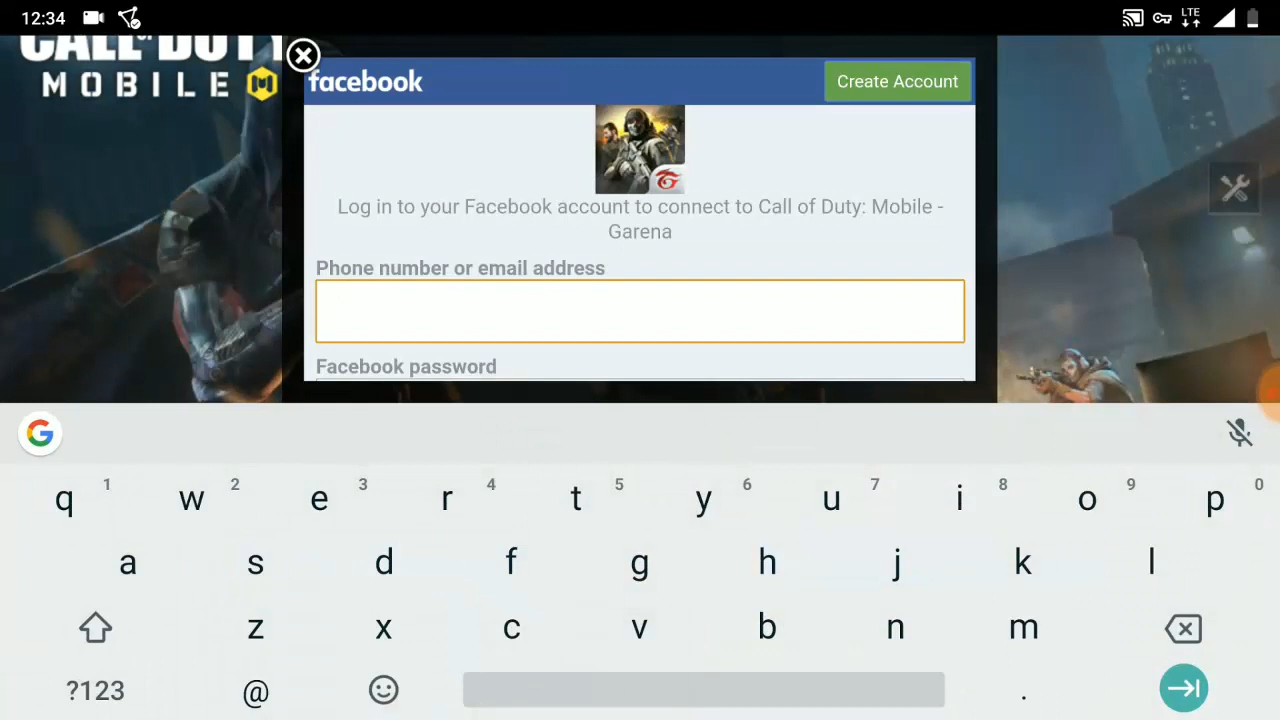 12:34
LTE
CALL OF DUTY
MOBILE
facebook
Create Account
Log in to your Facebook account to connect to Call of Duty: Mobile -
Garena
Phone number or email address
Facebook password
G
q 1 w 2 e 3 r 4 t 5 y 6 u 7 i 8 o 9 p 0
a s d f g h j k l
z x c v b n m
?123 @ .